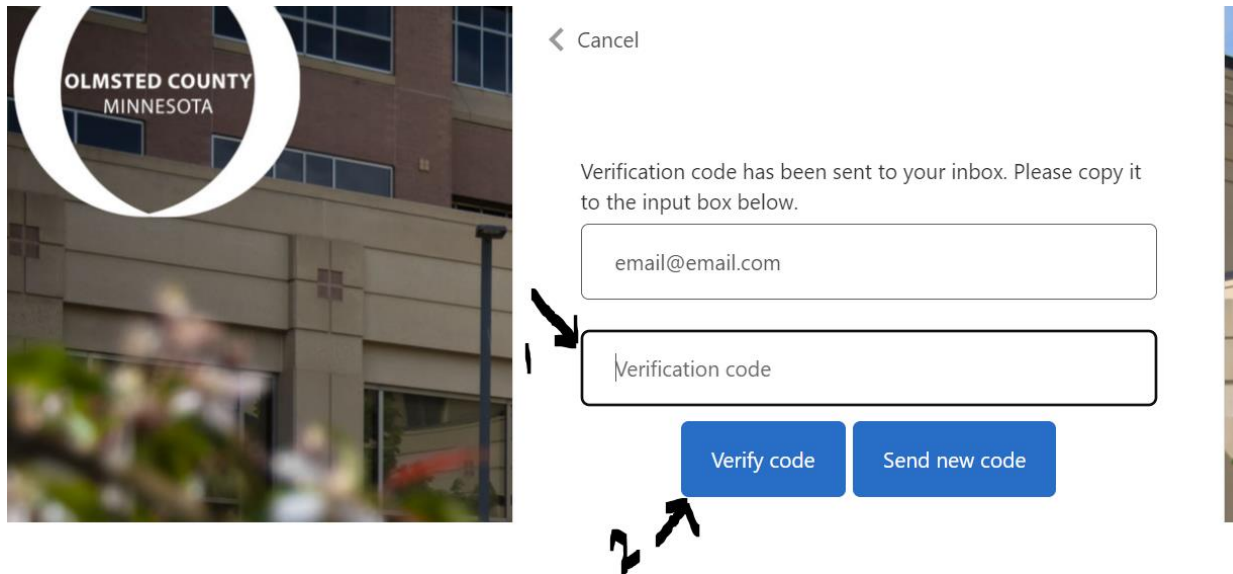 OLMSTED COUNTY
MINNESOTA
Cancel
Verification code has been sent to your inbox. Please copy it
to the input box below.
email@email.com
1
Verification code
Verify code
Send new code
2